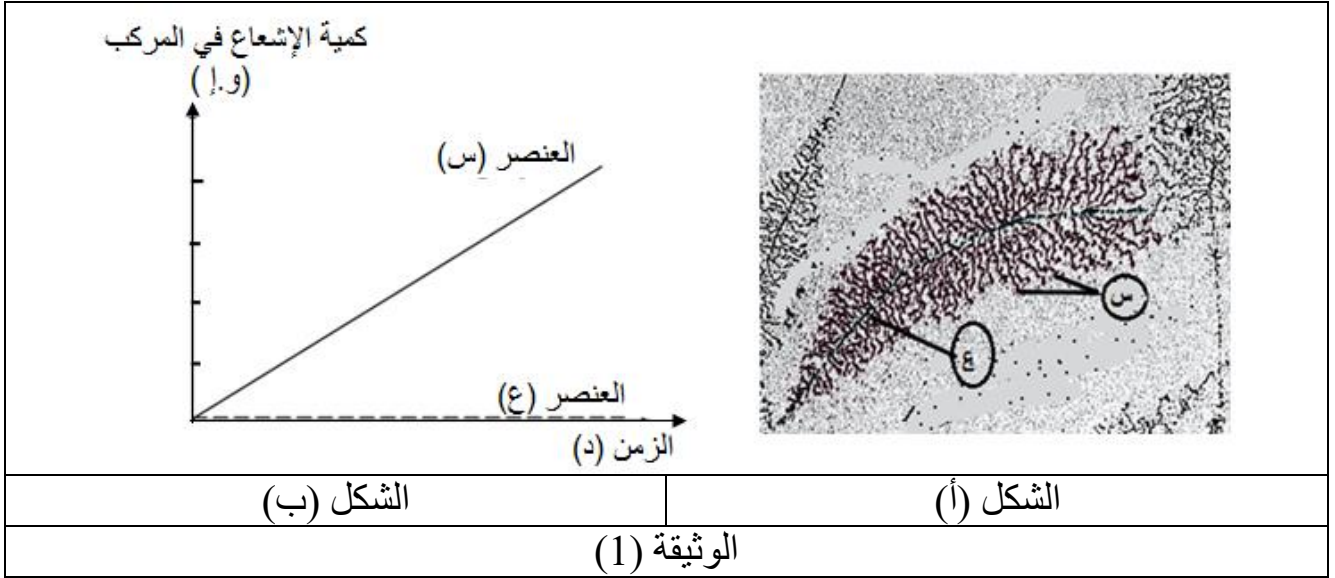 كمية الإشعاع في المركب
(و.إ)
العنصر (س)
العنصر (ع)
الزمن (د)
س
ع
الشكل (أ)
الشكل (ب)
الوثيقة (1)